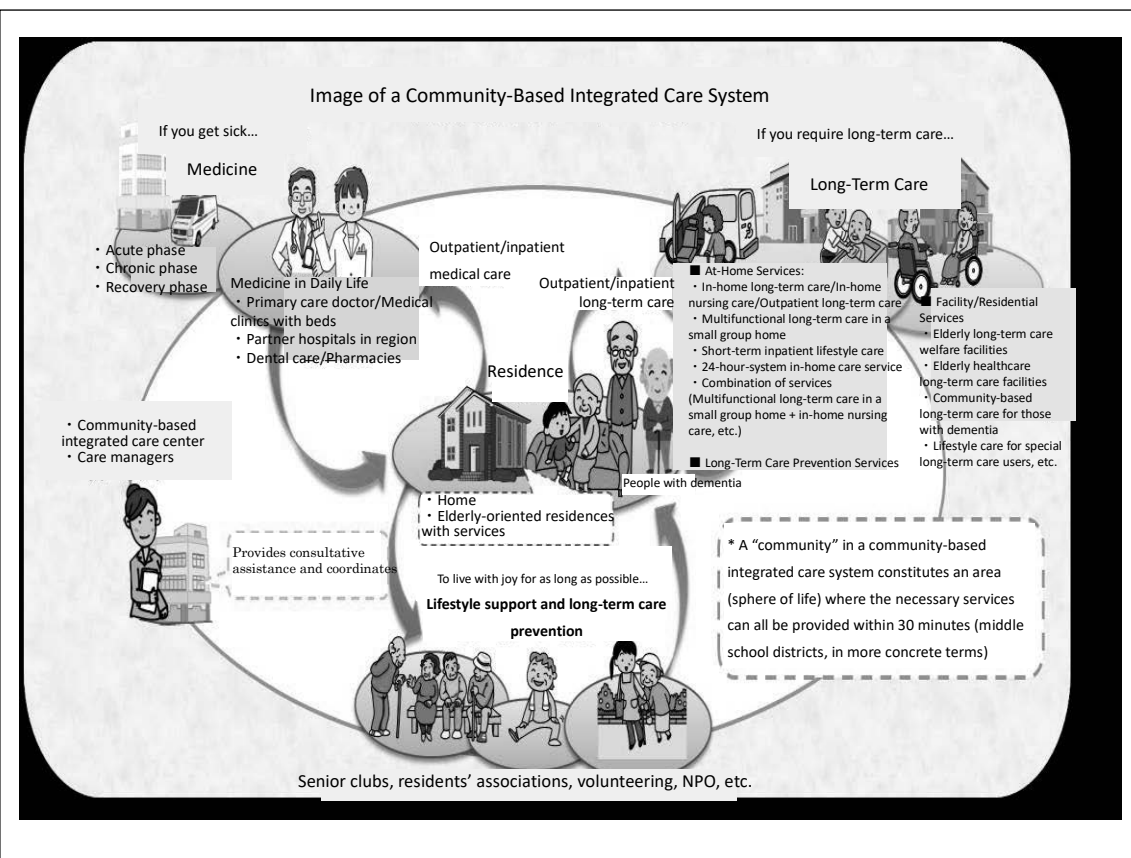 Image of a Community-Based Integrated Care System
If you get sick…
Medicine
・Acute phase
・Chronic phase
・Recovery phase
Medicine in Daily Life
・Primary care doctor/Medical
clinics with beds
・Partner hospitals in region
・Dental care/Pharmacies
Outpatient/inpatient
medical care
If you require long-term care…
Long-Term Care
Outpatient/inpatient
long-term care
■ At-Home Services:
・In-home long-term care/In-home
nursing care/Outpatient long-term care
・Multifunctional long-term care in a
small group home
・Short-term inpatient lifestyle care
・24-hour-system in-home care service
・Combination of services
(Multifunctional long-term care in a
small group home + in-home nursing
care, etc.)
■ Long-Term Care Prevention Services
■ Facility/Residential
Services
・Elderly long-term care
welfare facilities
・Elderly healthcare
long-term care facilities
・Community-based
long-term care for those
with dementia
・Lifestyle care for special
long-term care users, etc.
Residence
People with dementia
・Home
・Elderly-oriented residences
with services
・Community-based
integrated care center
・Care managers
Provides consultative
assistance and coordinates
To live with joy for as long as possible…
Lifestyle support and long-term care
prevention
* A “community” in a community-based
integrated care system constitutes an area
(sphere of life) where the necessary services
can all be provided within 30 minutes (middle
school districts, in more concrete terms)
Senior clubs, residents’ associations, volunteering, NPO, etc.